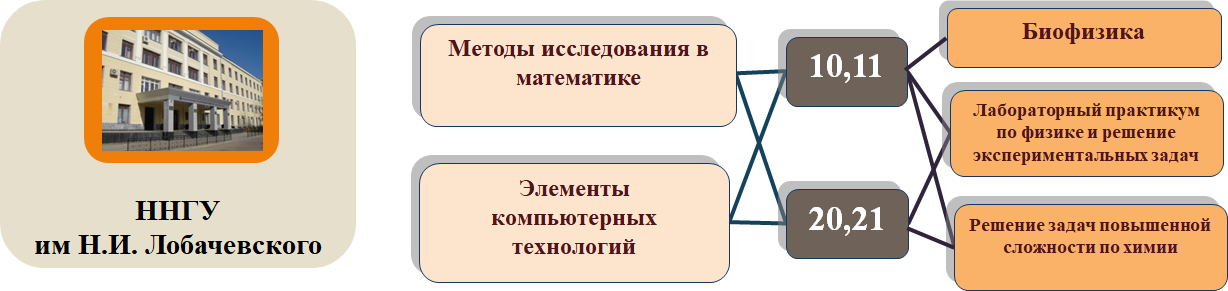 ННГУ
им Н.И. Лобачевского
Методы исследования в
математике
Элементы
компьютерных
технологий
10,11
20,21
Биофизика
Лабораторный практикум
по физике и решение
экспериментальных задач
Решение задач повышенной
сложности по химии